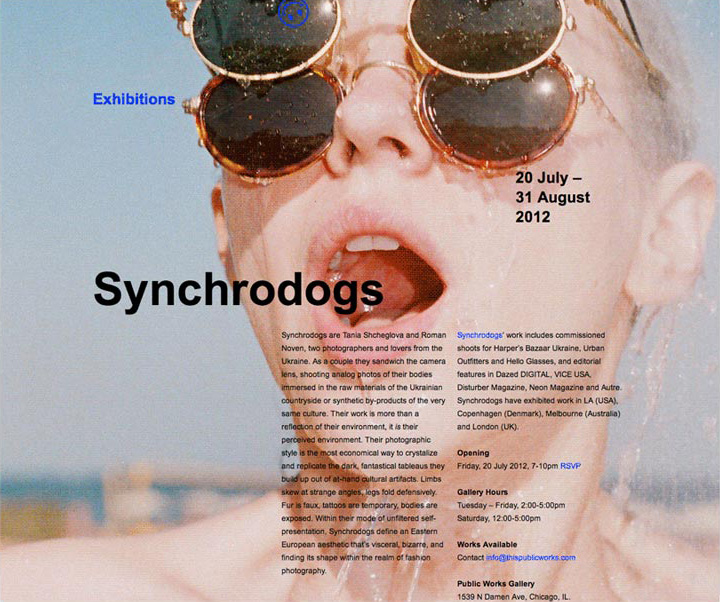 Exhibitions
20 July –
31 August
2012
Synchrodogs
Synchrodogs are Tania Shcheglova and Roman
Noven, two photographers and lovers from the
Ukraine. As a couple they sandwich the camera
lens, shooting analog photos of their bodies
immersed in the raw materials of the Ukrainian
countryside or synthetic by-products of the very
same culture. Their work is more than a
reflection of their environment, it is their
perceived environment. Their photographic
style is the most economical way to crystalize
and replicate the dark, fantastical tableaus they
build up out of at-hand cultural artifacts. Limbs
skew at strange angles, legs fold defensively.
Fur is faux, tattoos are temporary, bodies are
exposed. Within their mode of unfiltered self-
presentation. Synchrodogs define an Eastern
European aesthetic that's visceral, bizarre, and
finding its shape within the realm of fashion
photography.
Synchrodogs' work includes commissioned
shoots for Harper's Bazaar Ukraine, Urban
Outfitters and Hello Glasses, and editorial
features in Dazed DIGITAL, VICE USA,
Disturber Magazine, Neon Magazine and Autre.
Synchrodogs have exhibited work in LA (USA),
Copenhagen (Denmark), Melbourne (Australia)
and London (UK).
Opening
Friday, 20 July 2012, 7-10pm RSVP
Gallery Hours
Tuesday – Friday, 2:00-5:00pm
Saturday, 12:00-5:00pm
Works Available
Contact info@thispublicworks.com
Public Works Gallery
1539 N Damen Ave, Chicago, IL.